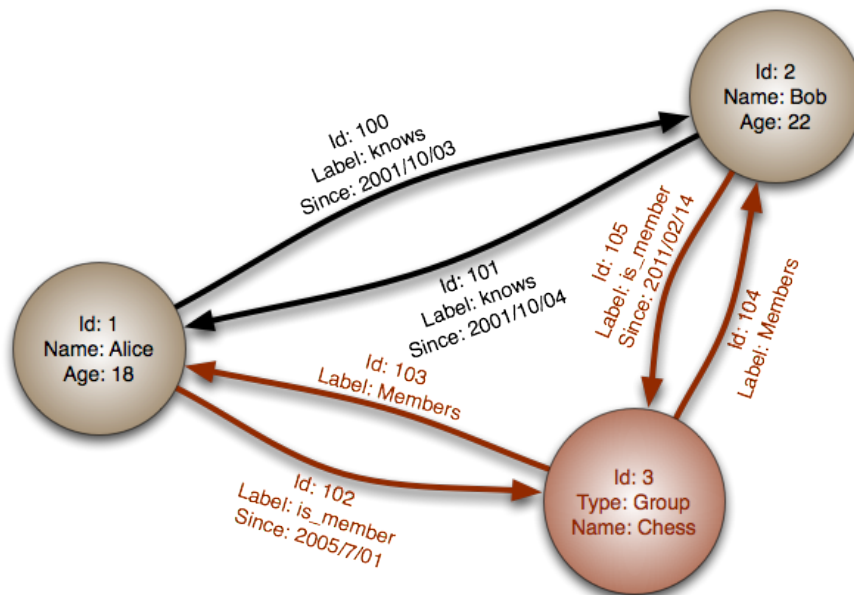 Id: 2
Name: Bob
Age: 22
Id: 100
Label: knows
Since: 2001/10/03
Id: 101
Label: knows
Since: 2001/10/04
Id: 105
Label: is_member
Since: 2011/02/14
Id: 104
Label: Members
Id: 1
Name: Alice
Age: 18
Id: 103
Label: Members
Id: 102
Label: is_member
Since: 2005/7/01
Id: 3
Type: Group
Name: Chess